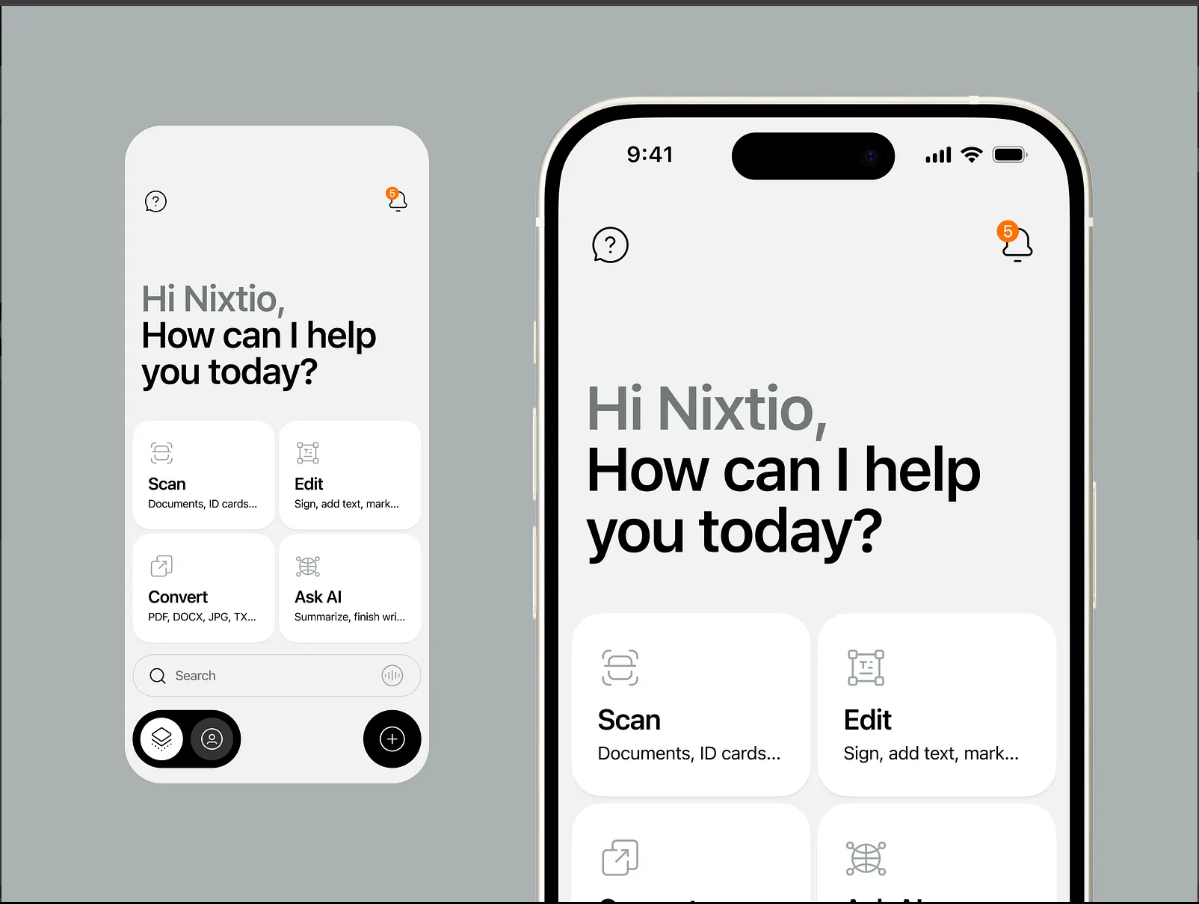 5
Hi Nixtio,
How can I help
you today?
Scan
Documents, ID cards...
Edit
Sign, add text, mark...
Convert
PDF, DOCX, JPG, TX...
Ask AI
Summarize, finish wri...
Search
9:41
5
Hi Nixtio,
How can I help
you today?
Scan
Documents, ID cards...
Edit
Sign, add text, mark...